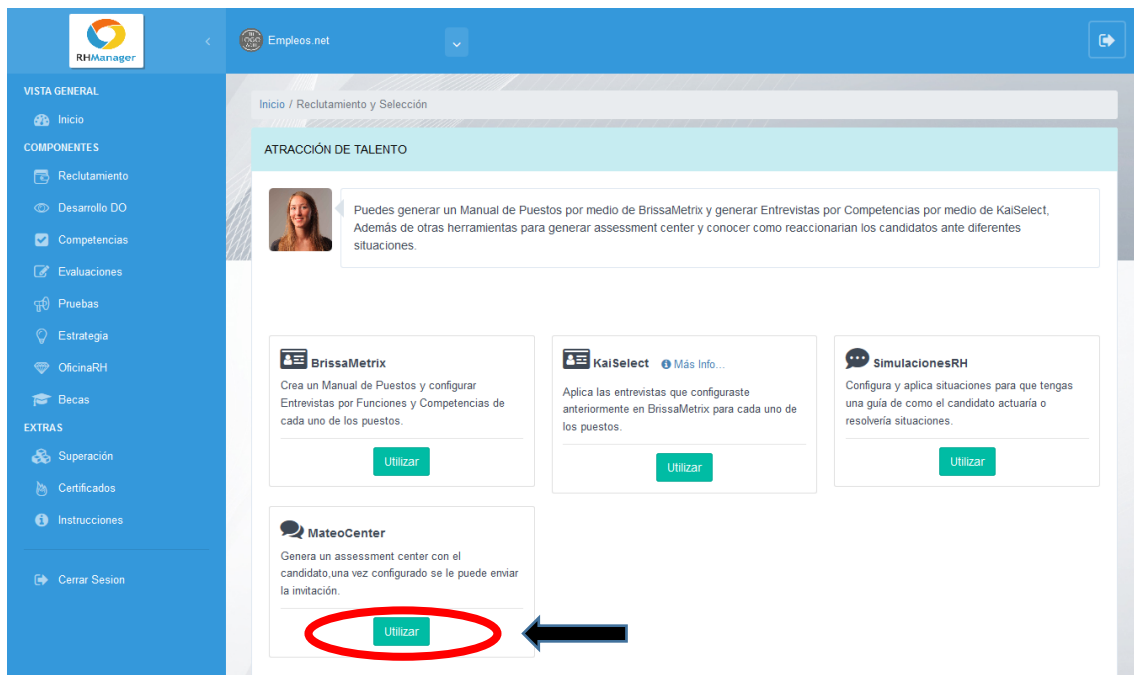 RHManager
Empleos.net
VISTA GENERAL
Inicio
COMPONENTES
Reclutamiento
Desarrollo DO
Competencias
Evaluaciones
Pruebas
Estrategia
OficinaRH
Becas
EXTRAS
Superación
Certificados
Instrucciones
Cerrar Sesion
Inicio / Reclutamiento y Selección
ATRACCIÓN DE TALENTO
Puedes generar un Manual de Puestos por medio de BrissaMetrix y generar Entrevistas por Competencias por medio de KaiSelect,
Además de otras herramientas para generar assessment center y conocer como reaccionarian los candidatos ante diferentes
situaciones.
BrissaMetrix
Crea un Manual de Puestos y configurar
Entrevistas por Funciones y Competencias de
cada uno de los puestos.
Utilizar
KaiSelect Más Info...
Aplica las entrevistas que configuraste
anteriormente en BrissaMetrix para cada uno de
los puestos.
Utilizar
SimulacionesRH
Configura y aplica situaciones para que tengas
una guía de como el candidato actuaría o
resolvería situaciones.
Utilizar
MateoCenter
Genera un assessment center con el
candidato,una vez configurado se le puede enviar
la invitación.
Utilizar